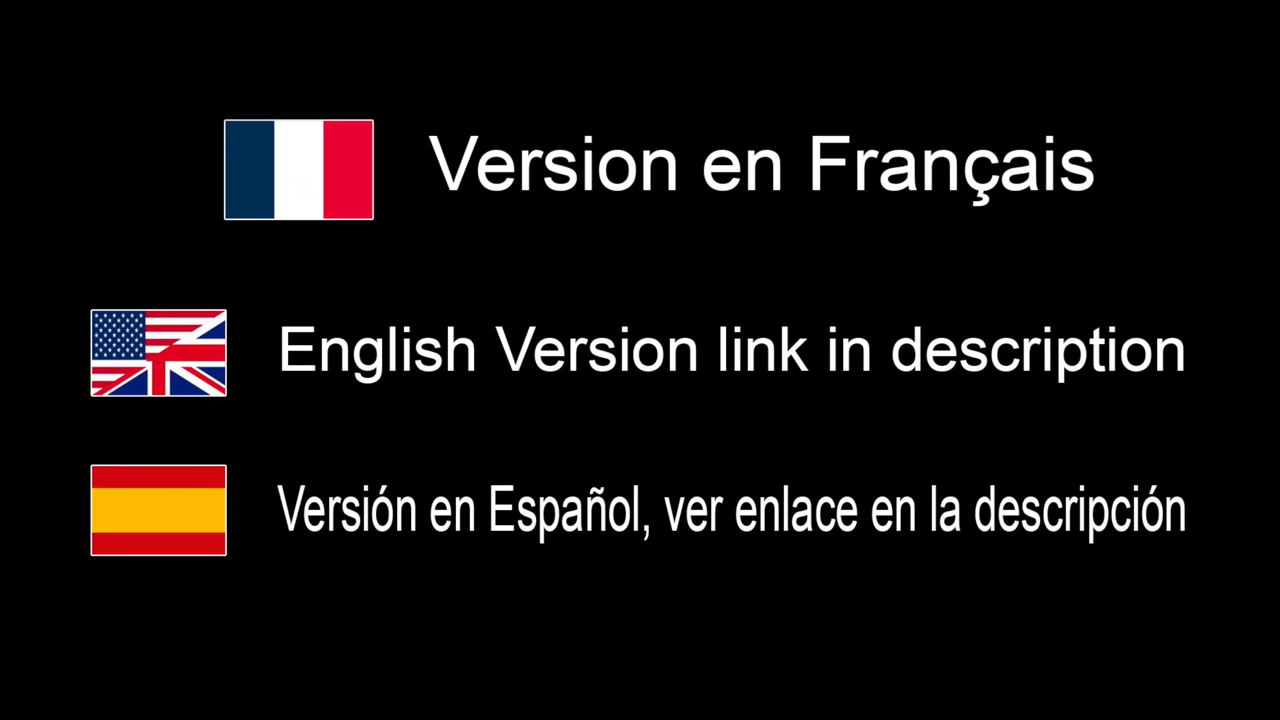 Version en Français
English Version link in description
Versión en Español, ver enlace en la descripción